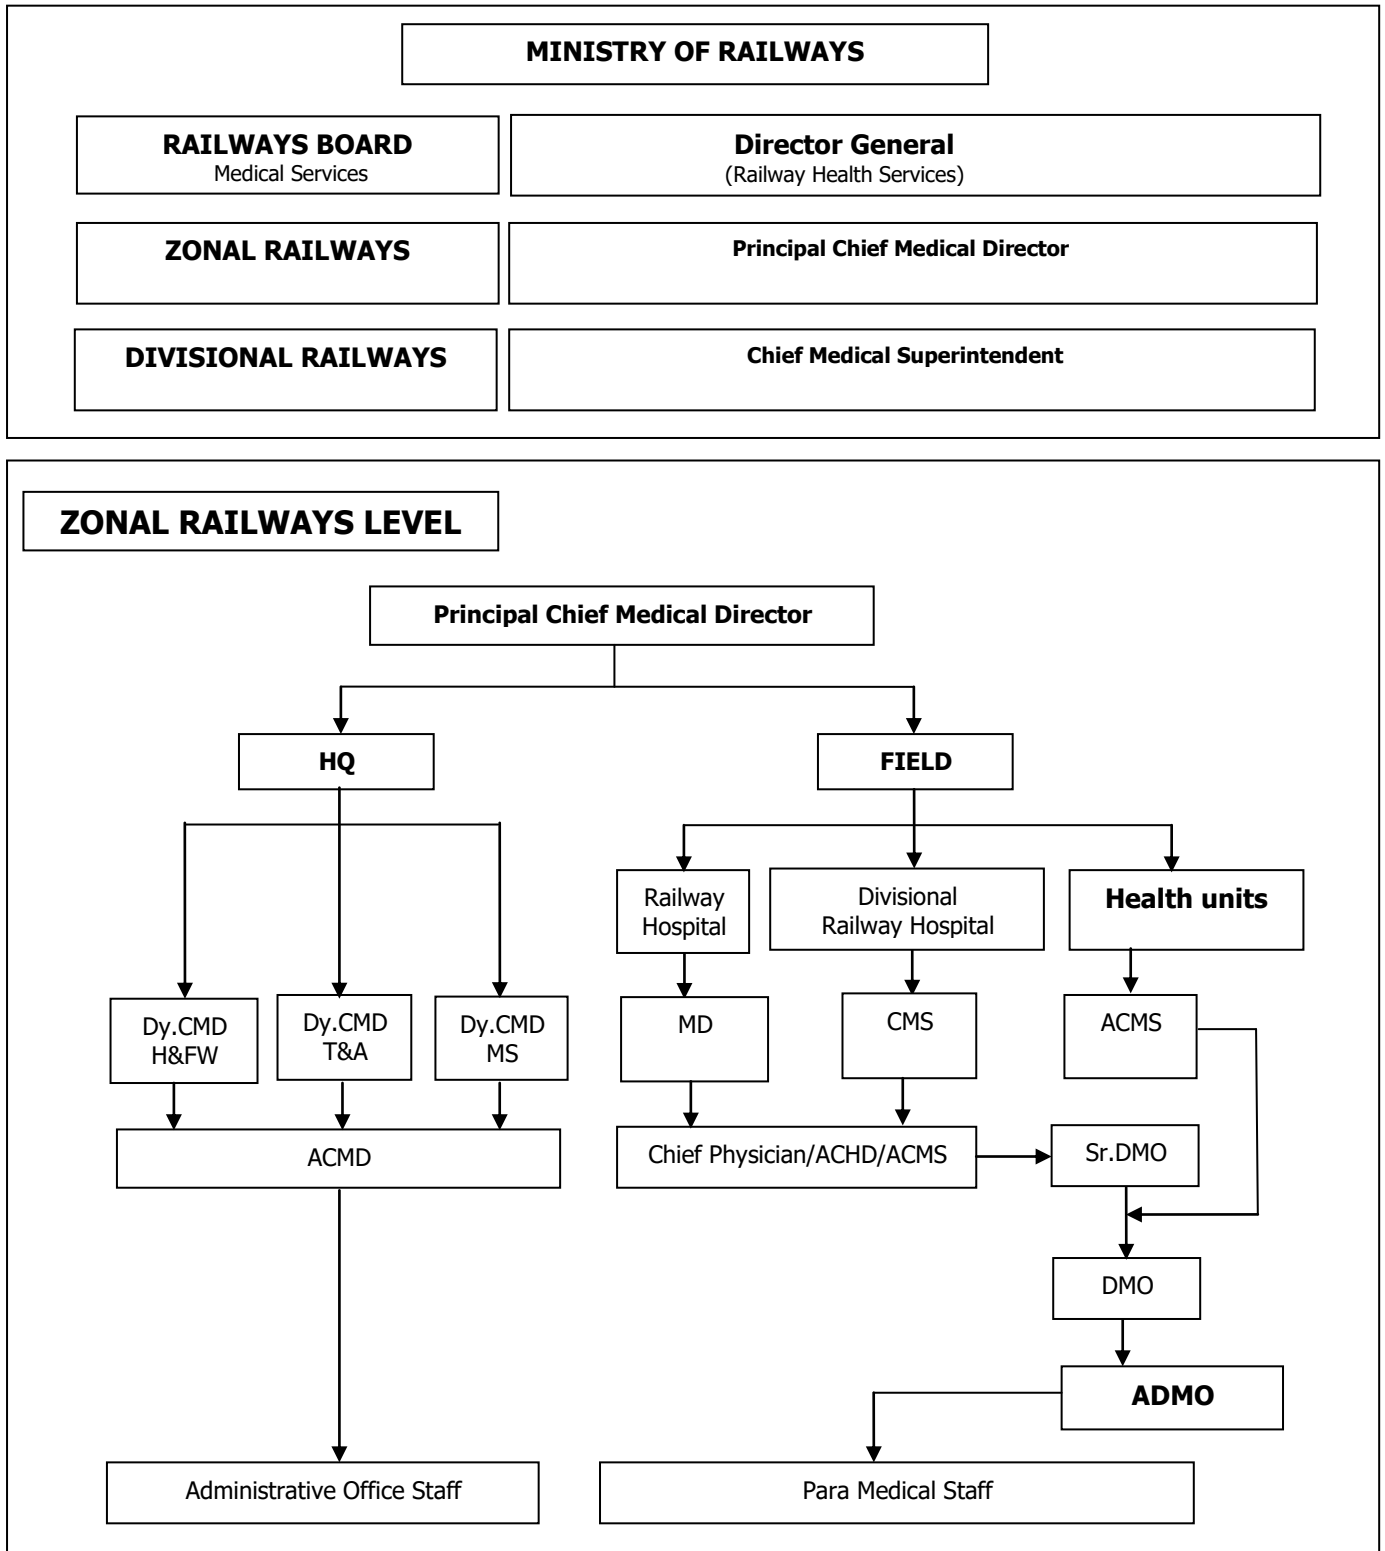 MINISTRY OF RAILWAYS
RAILWAYS BOARD
Medical Services
Director General
(Railway Health Services)
ZONAL RAILWAYS
Principal Chief Medical Director
DIVISIONAL RAILWAYS
Chief Medical Superintendent
ZONAL RAILWAYS LEVEL
Principal Chief Medical Director
HQ
FIELD
Railway
Hospital
Divisional
Railway Hospital
Health units
Dy.CMD
H&FW
Dy.CMD
T&A
Dy.CMD
MS
MD
CMS
ACMS
ACMD
Chief Physician/ACHD/ACMS
Sr.DMO
DMO
ADMO
Administrative Office Staff
Para Medical Staff